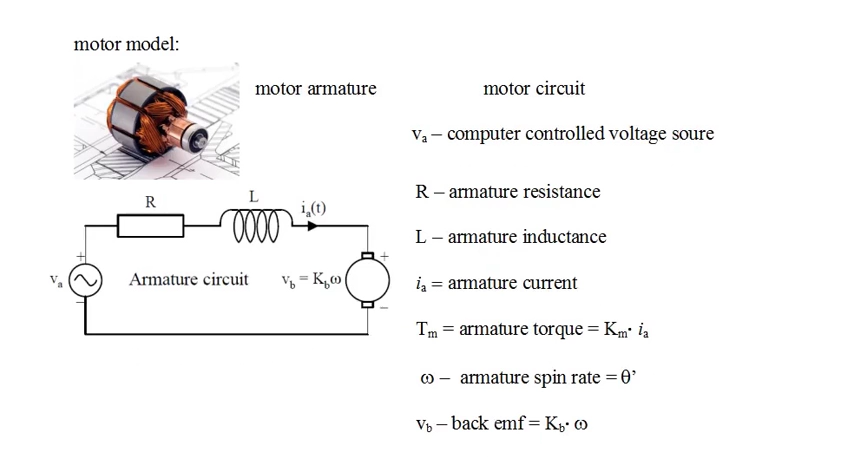 motor model:
motor armature
motor circuit
vₐ – computer controlled voltage soure
R – armature resistance
L – armature inductance
iₐ = armature current
Tₘ = armature torque = Kₘ· iₐ
ω – armature spin rate = θ’
v_b – back emf = K_b· ω
R
L
iₐ(t)
+
+
vₐ
Armature circuit
v_b = K_bω
–
–